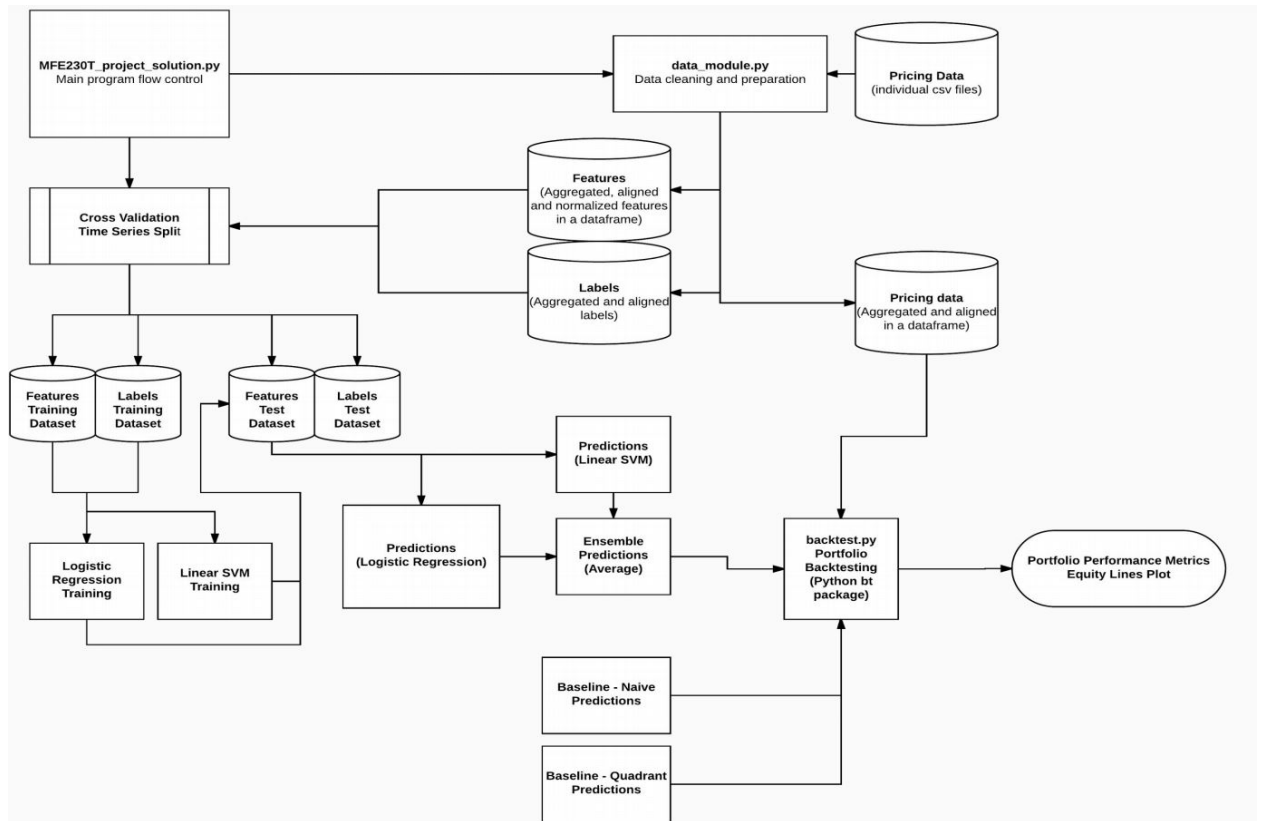 MFE230T_project_solution.py
Main program flow control
data_module.py
Data cleaning and preparation
Pricing Data
(individual csv files)
Features
(Aggregated, aligned
and normalized features
in a dataframe)
Cross Validation
Time Series Split
Labels
(Aggregated and aligned
labels)
Pricing data
(Aggregated and aligned
in a dataframe)
Features
Training
Dataset
Labels
Training
Dataset
Features
Test
Dataset
Labels
Test
Dataset
Predictions
(Linear SVM)
Predictions
(Logistic Regression)
Ensemble
Predictions
(Average)
backtest.py
Portfolio
Backtesting
(Python bt
package)
Portfolio Performance Metrics
Equity Lines Plot
Logistic
Regression
Training
Linear SVM
Training
Baseline - Naive
Predictions
Baseline - Quadrant
Predictions